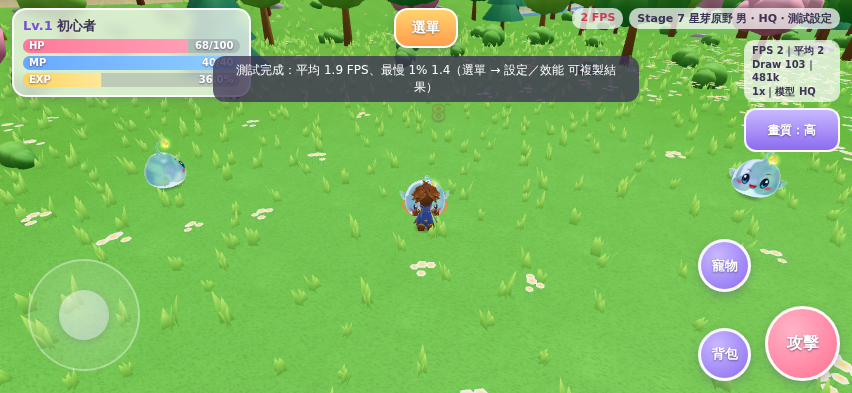 Lv.1 初心者
HP 68/100
MP 40/40
EXP 36
選單
2 FPS
Stage 7 星芽原野 男・HQ・測試設定
FPS 2｜平均 2
Draw 103｜
481k
1x｜模型 HQ
測試完成：平均 1.9 FPS、最慢 1% 1.4（選單 → 設定／效能 可複製結
果）
畫質：高
寵物
攻擊
背包